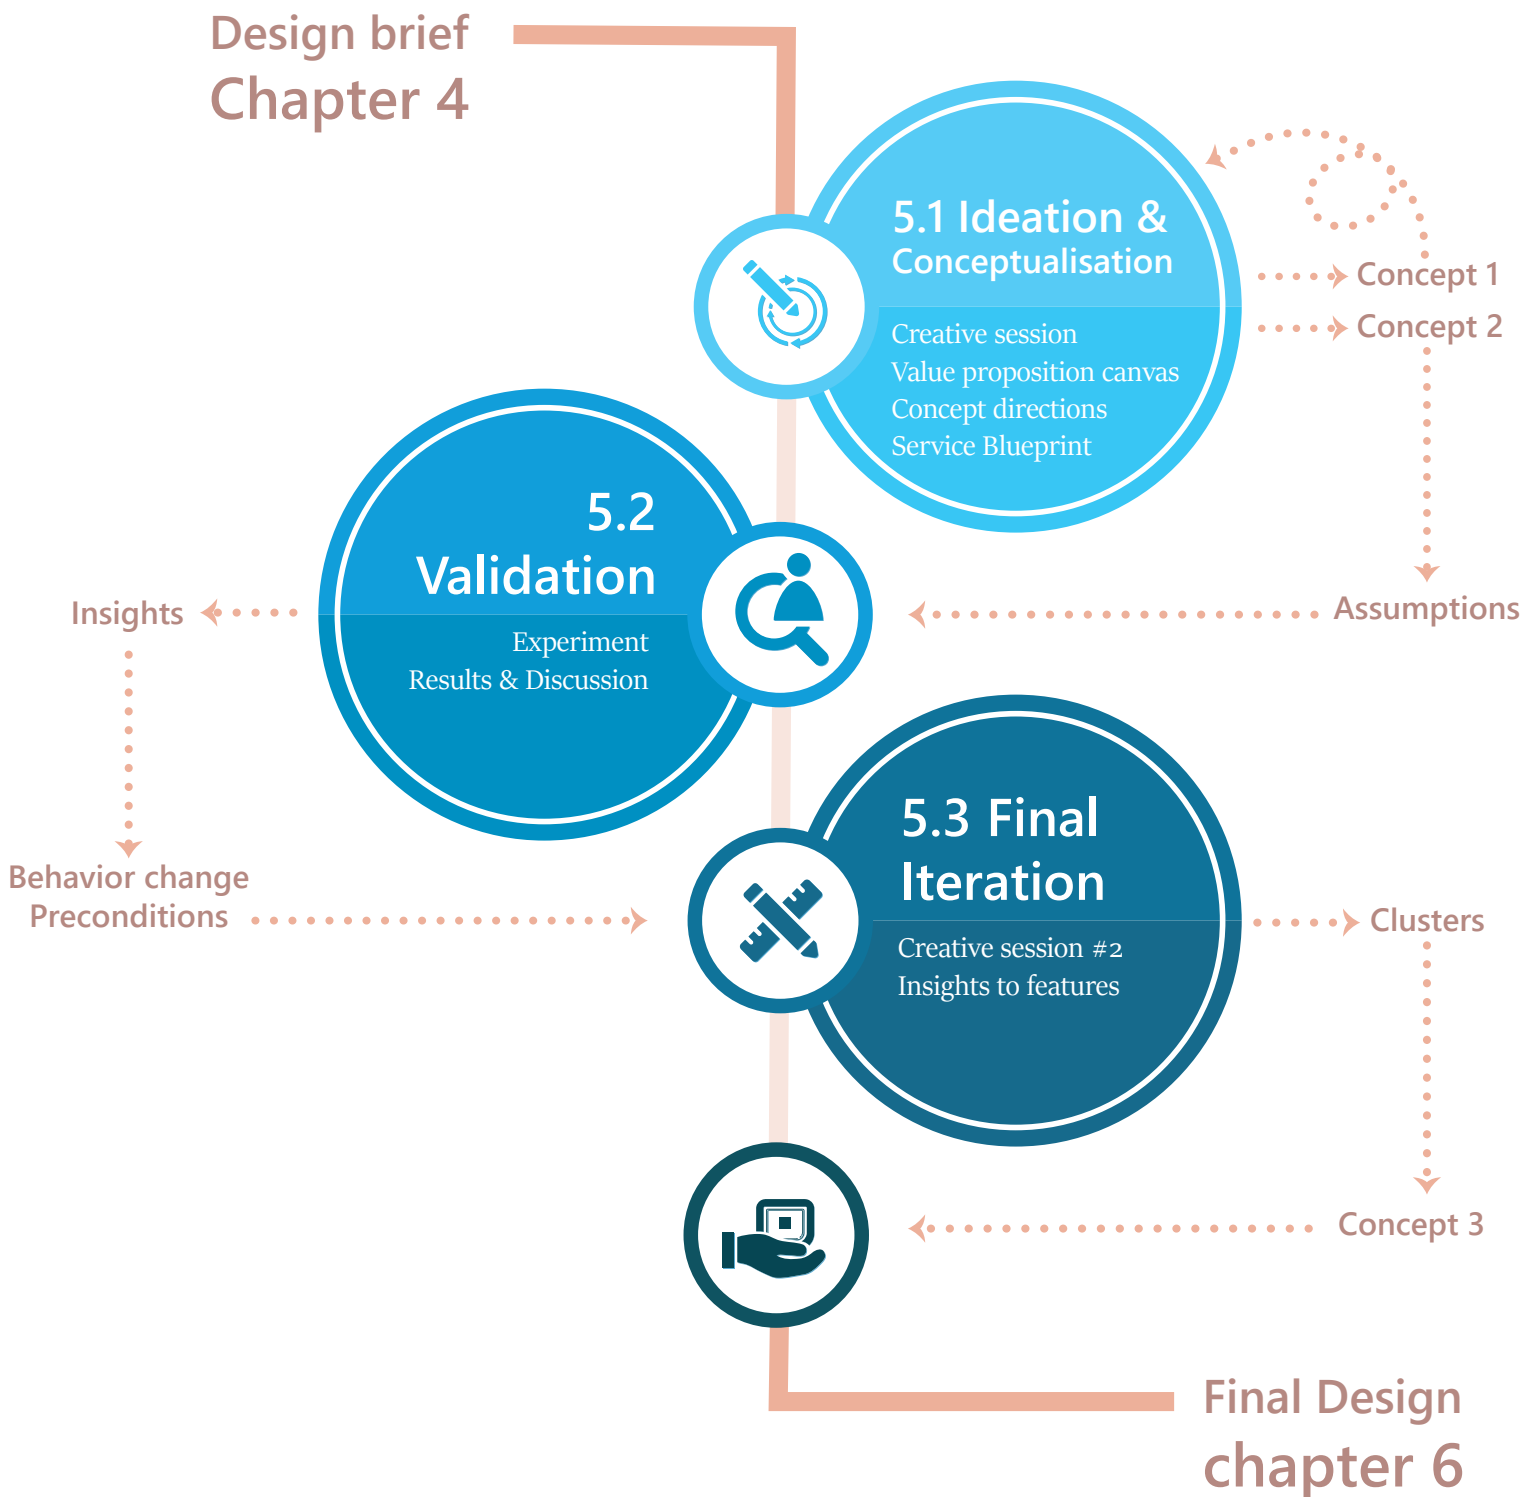 Design brief
Chapter 4
5.1 Ideation &
Conceptualisation
Creative session
Value proposition canvas
Concept directions
Service Blueprint
Concept 1
Concept 2
5.2
Validation
Experiment
Results & Discussion
Assumptions
Insights
Behavior change
Preconditions
5.3 Final
Iteration
Creative session #2
Insights to features
Clusters
Concept 3
Final Design
chapter 6